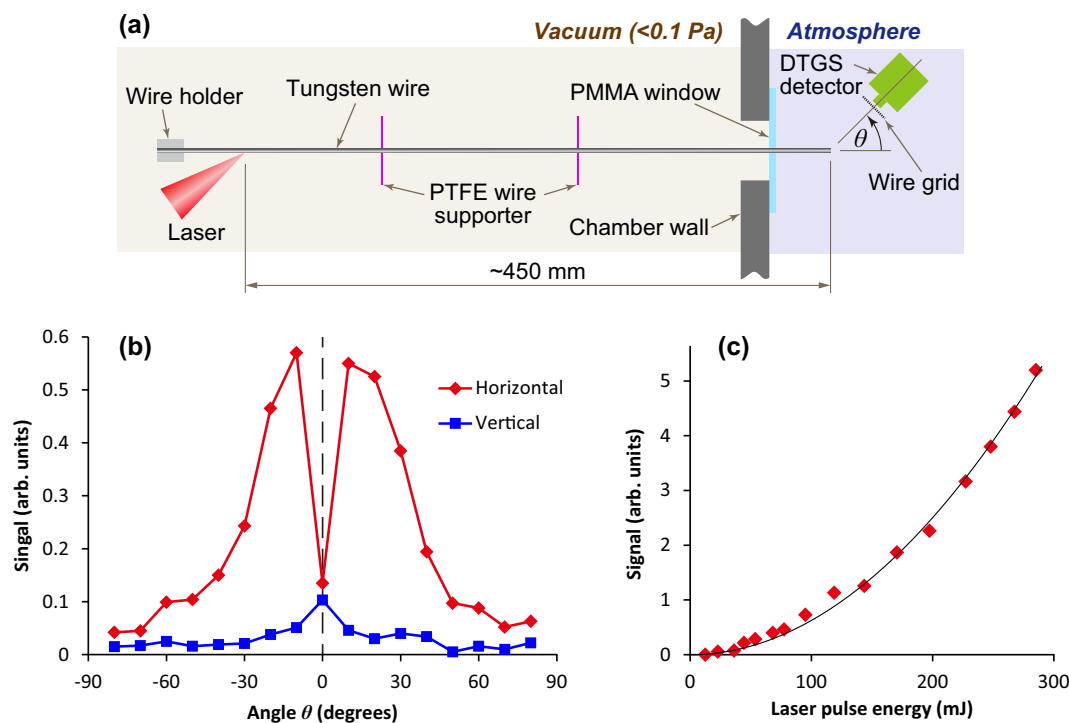 (a)
Vacuum (<0.1 Pa)
Atmosphere
DTGS
detector
Wire holder
Tungsten wire
PMMA window
θ
PTFE wire
supporter
Wire grid
Laser
Chamber wall
~450 mm
(b)
0.6
0.5
0.4
0.3
0.2
0.1
0
Singal (arb. units)
Horizontal
Vertical
-90
-60
-30
0
30
60
90
Angle θ (degrees)
(c)
5
4
3
2
1
0
Signal (arb. units)
0
100
200
300
Laser pulse energy (mJ)